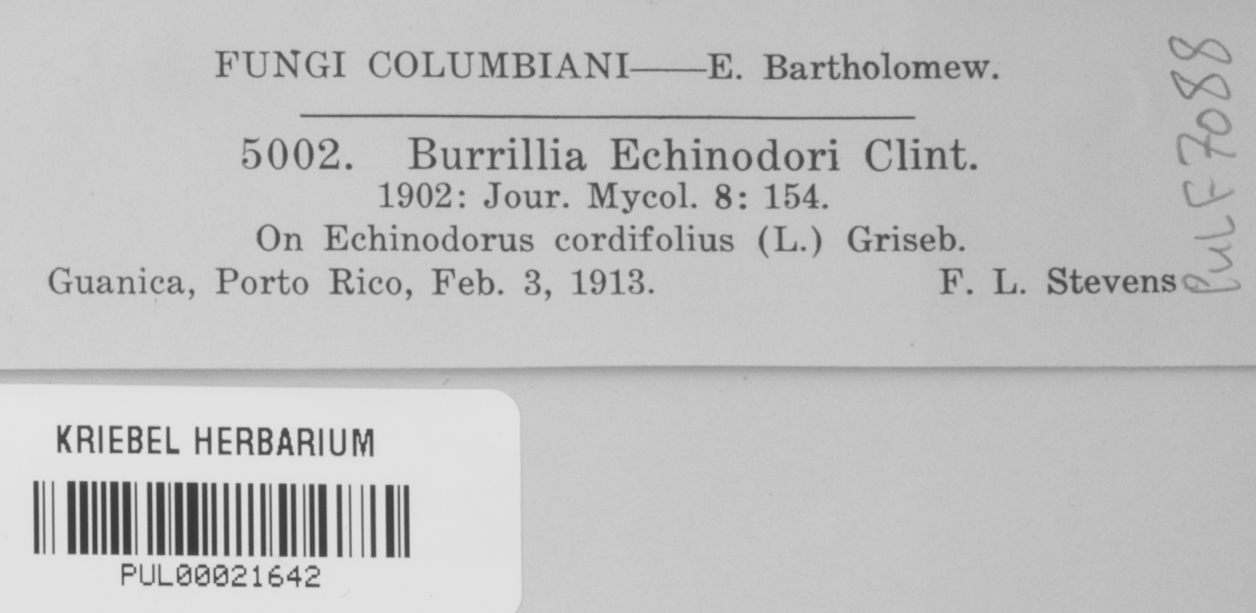 FUNGI COLUMBIANI——E. Bartholomew.
5002. Burrillia Echinodori Clint.
1902: Jour. Mycol. 8: 154.
On Echinodorus cordifolius (L.) Griseb.
Guanica, Porto Rico, Feb. 3, 1913. F. L. Stevens
PUL F 7088
KRIEBEL HERBARIUM
PUL00021642